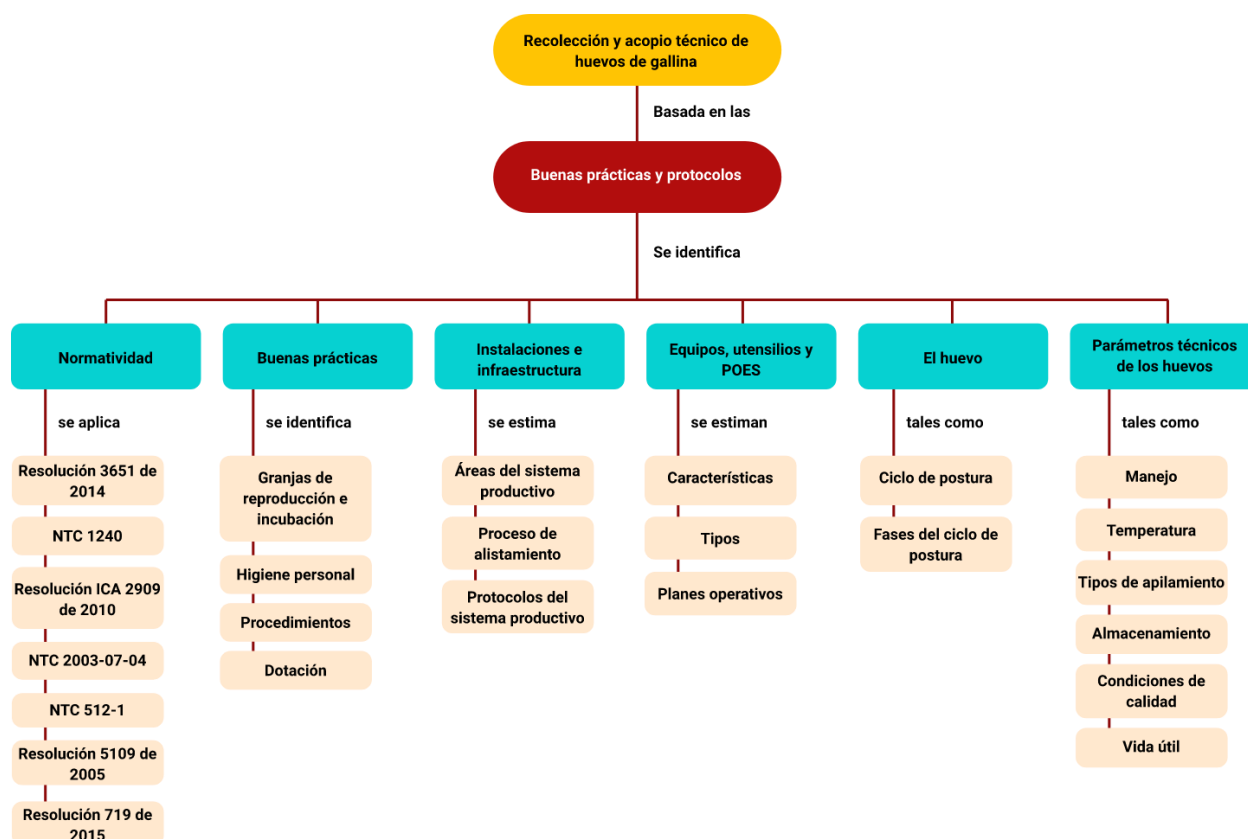 Recolección y acopio técnico de
huevos de gallina
Basada en las
Buenas prácticas y protocolos
Se identifica
Normatividad
se aplica
Resolución 3651 de
2014
NTC 1240
Resolución ICA 2909
de 2010
NTC 2003-07-04
NTC 512-1
Resolución 5109 de
2005
Resolución 719 de
2015
Buenas prácticas
se identifica
Granjas de
reproducción e
incubación
Higiene personal
Procedimientos
Dotación
Instalaciones e
infraestructura
se estima
Áreas del sistema
productivo
Proceso de
alistamiento
Protocolos del
sistema productivo
Equipos, utensilios y
POES
se estiman
Características
Tipos
Planes operativos
El huevo
tales como
Ciclo de postura
Fases del ciclo de
postura
Parámetros técnicos
de los huevos
tales como
Manejo
Temperatura
Tipos de apilamiento
Almacenamiento
Condiciones de
calidad
Vida útil